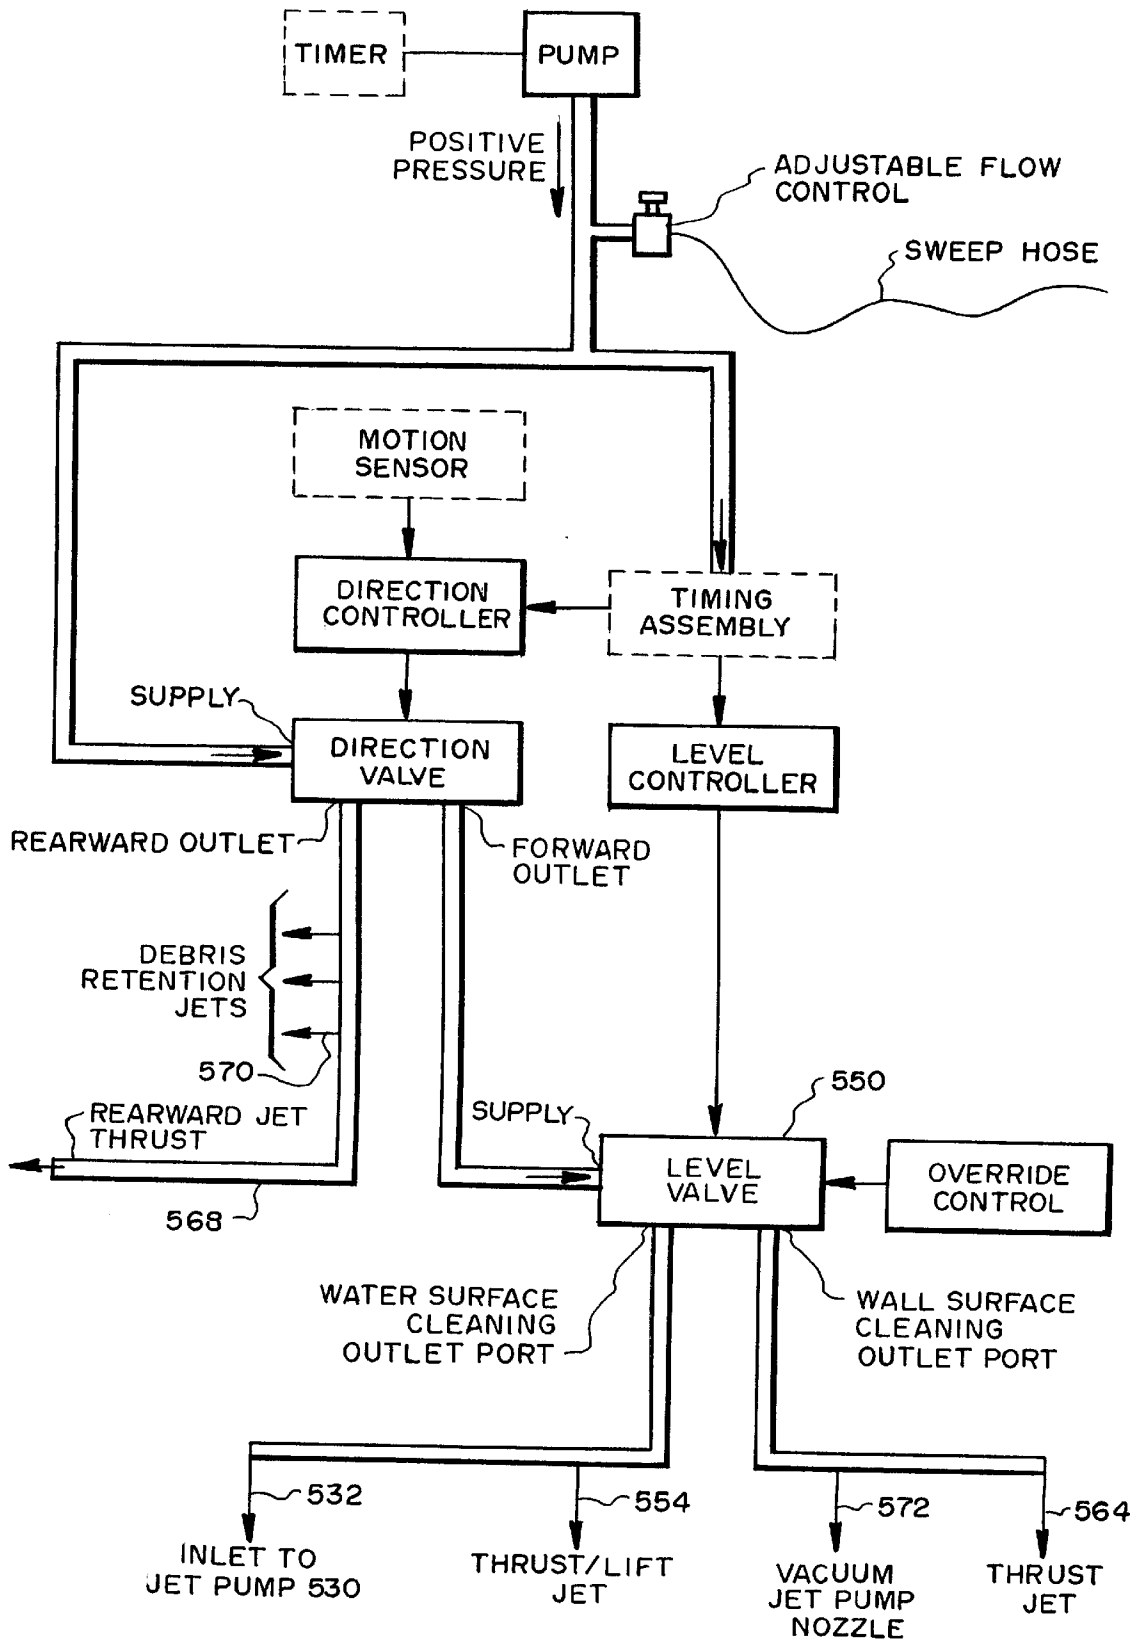 TIMER
PUMP
POSITIVE
PRESSURE
ADJUSTABLE FLOW
CONTROL
SWEEP HOSE
MOTION
SENSOR
DIRECTION
CONTROLLER
TIMING
ASSEMBLY
SUPPLY
DIRECTION
VALVE
LEVEL
CONTROLLER
REARWARD OUTLET
FORWARD
OUTLET
DEBRIS
RETENTION
JETS
570
550
REARWARD JET
THRUST
SUPPLY
LEVEL
VALVE
OVERRIDE
CONTROL
568
WATER SURFACE
CLEANING
OUTLET PORT
WALL SURFACE
CLEANING
OUTLET PORT
532
554
572
564
INLET TO
JET PUMP 530
THRUST/LIFT
JET
VACUUM
JET PUMP
NOZZLE
THRUST
JET